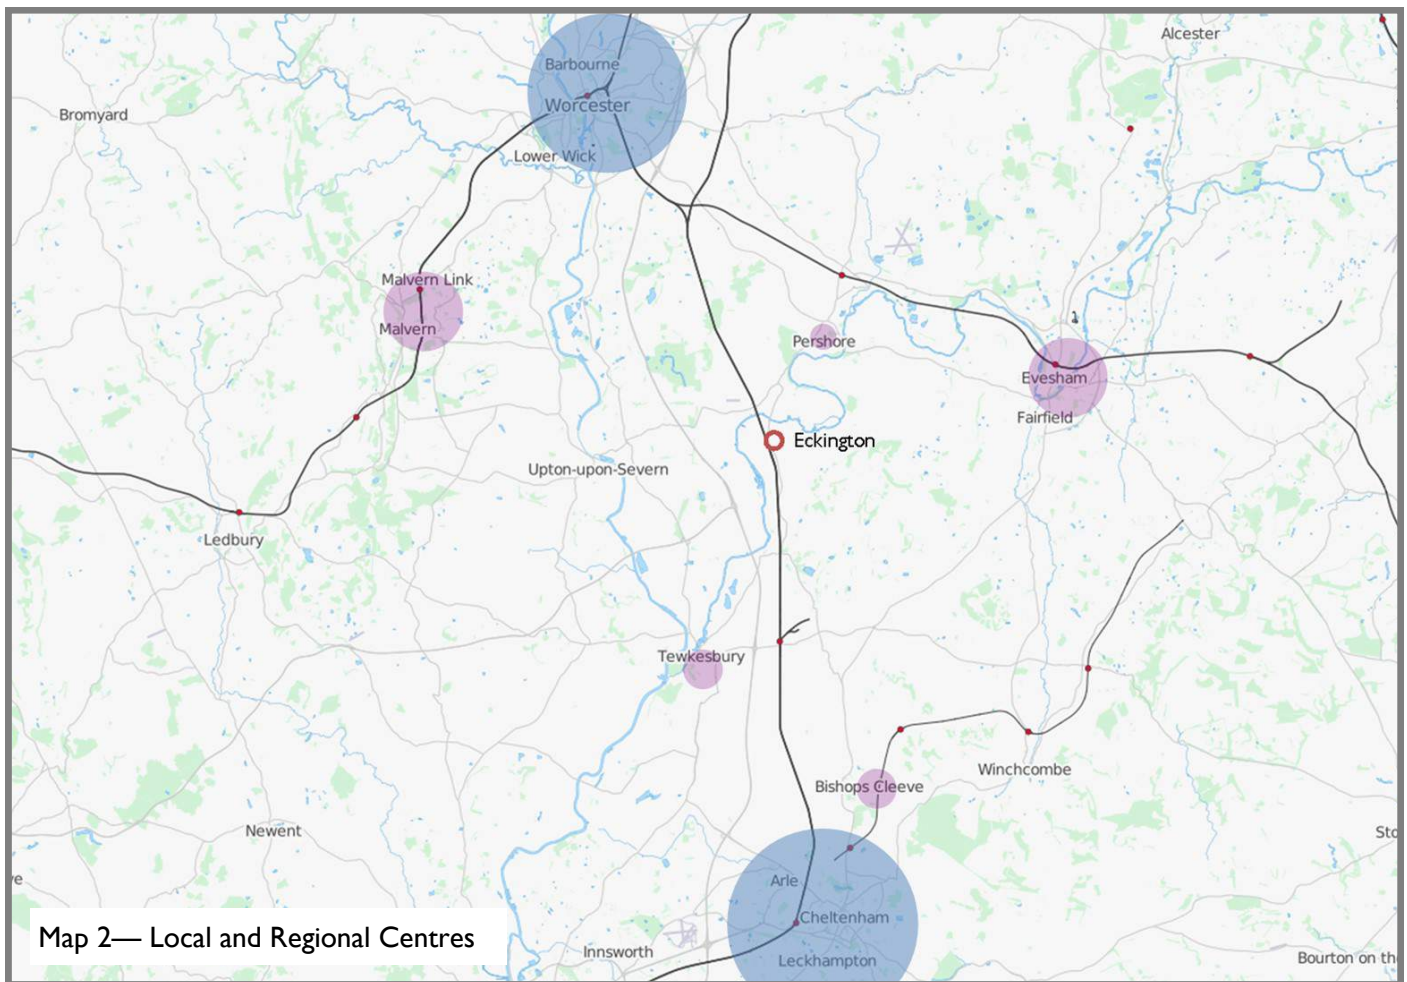 Alcester
Barbourne
Bromyard
Worcester
Lower Wick
Malvern Link
Malvern
Pershore
Evesham
Fairfield
Eckington
Upton-upon-Severn
Ledbury
Tewkesbury
Winchcombe
Bishops Cleeve
Newent
Sto
ve
Arle
Cheltenham
Map 2— Local and Regional Centres
Innsworth
Leckhampton
Bourton on th